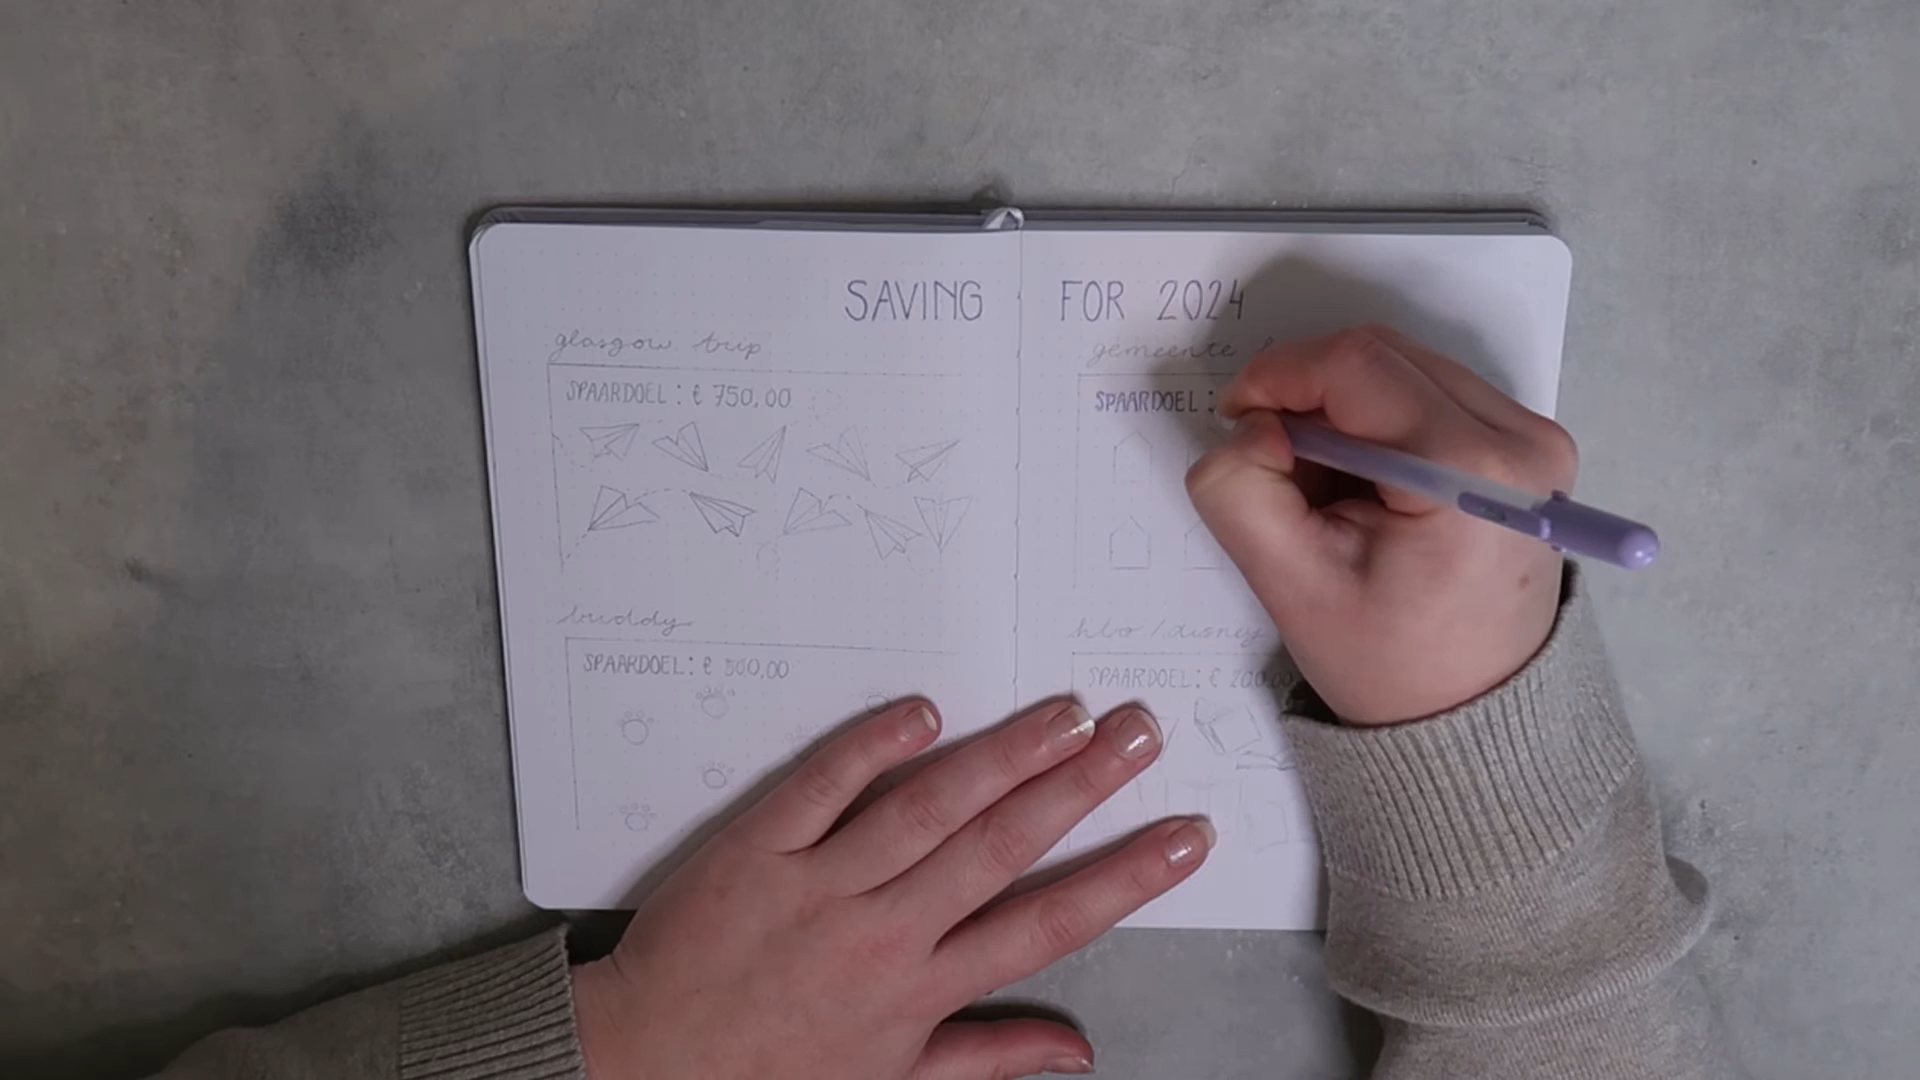 SAVING FOR 2024
glasgow trip
SPAARDOEL: € 750,00
buddy
SPAARDOEL: € 500,00
gemeente
SPAARDOEL:
hbo / disney
SPAARDOEL: € 200,00